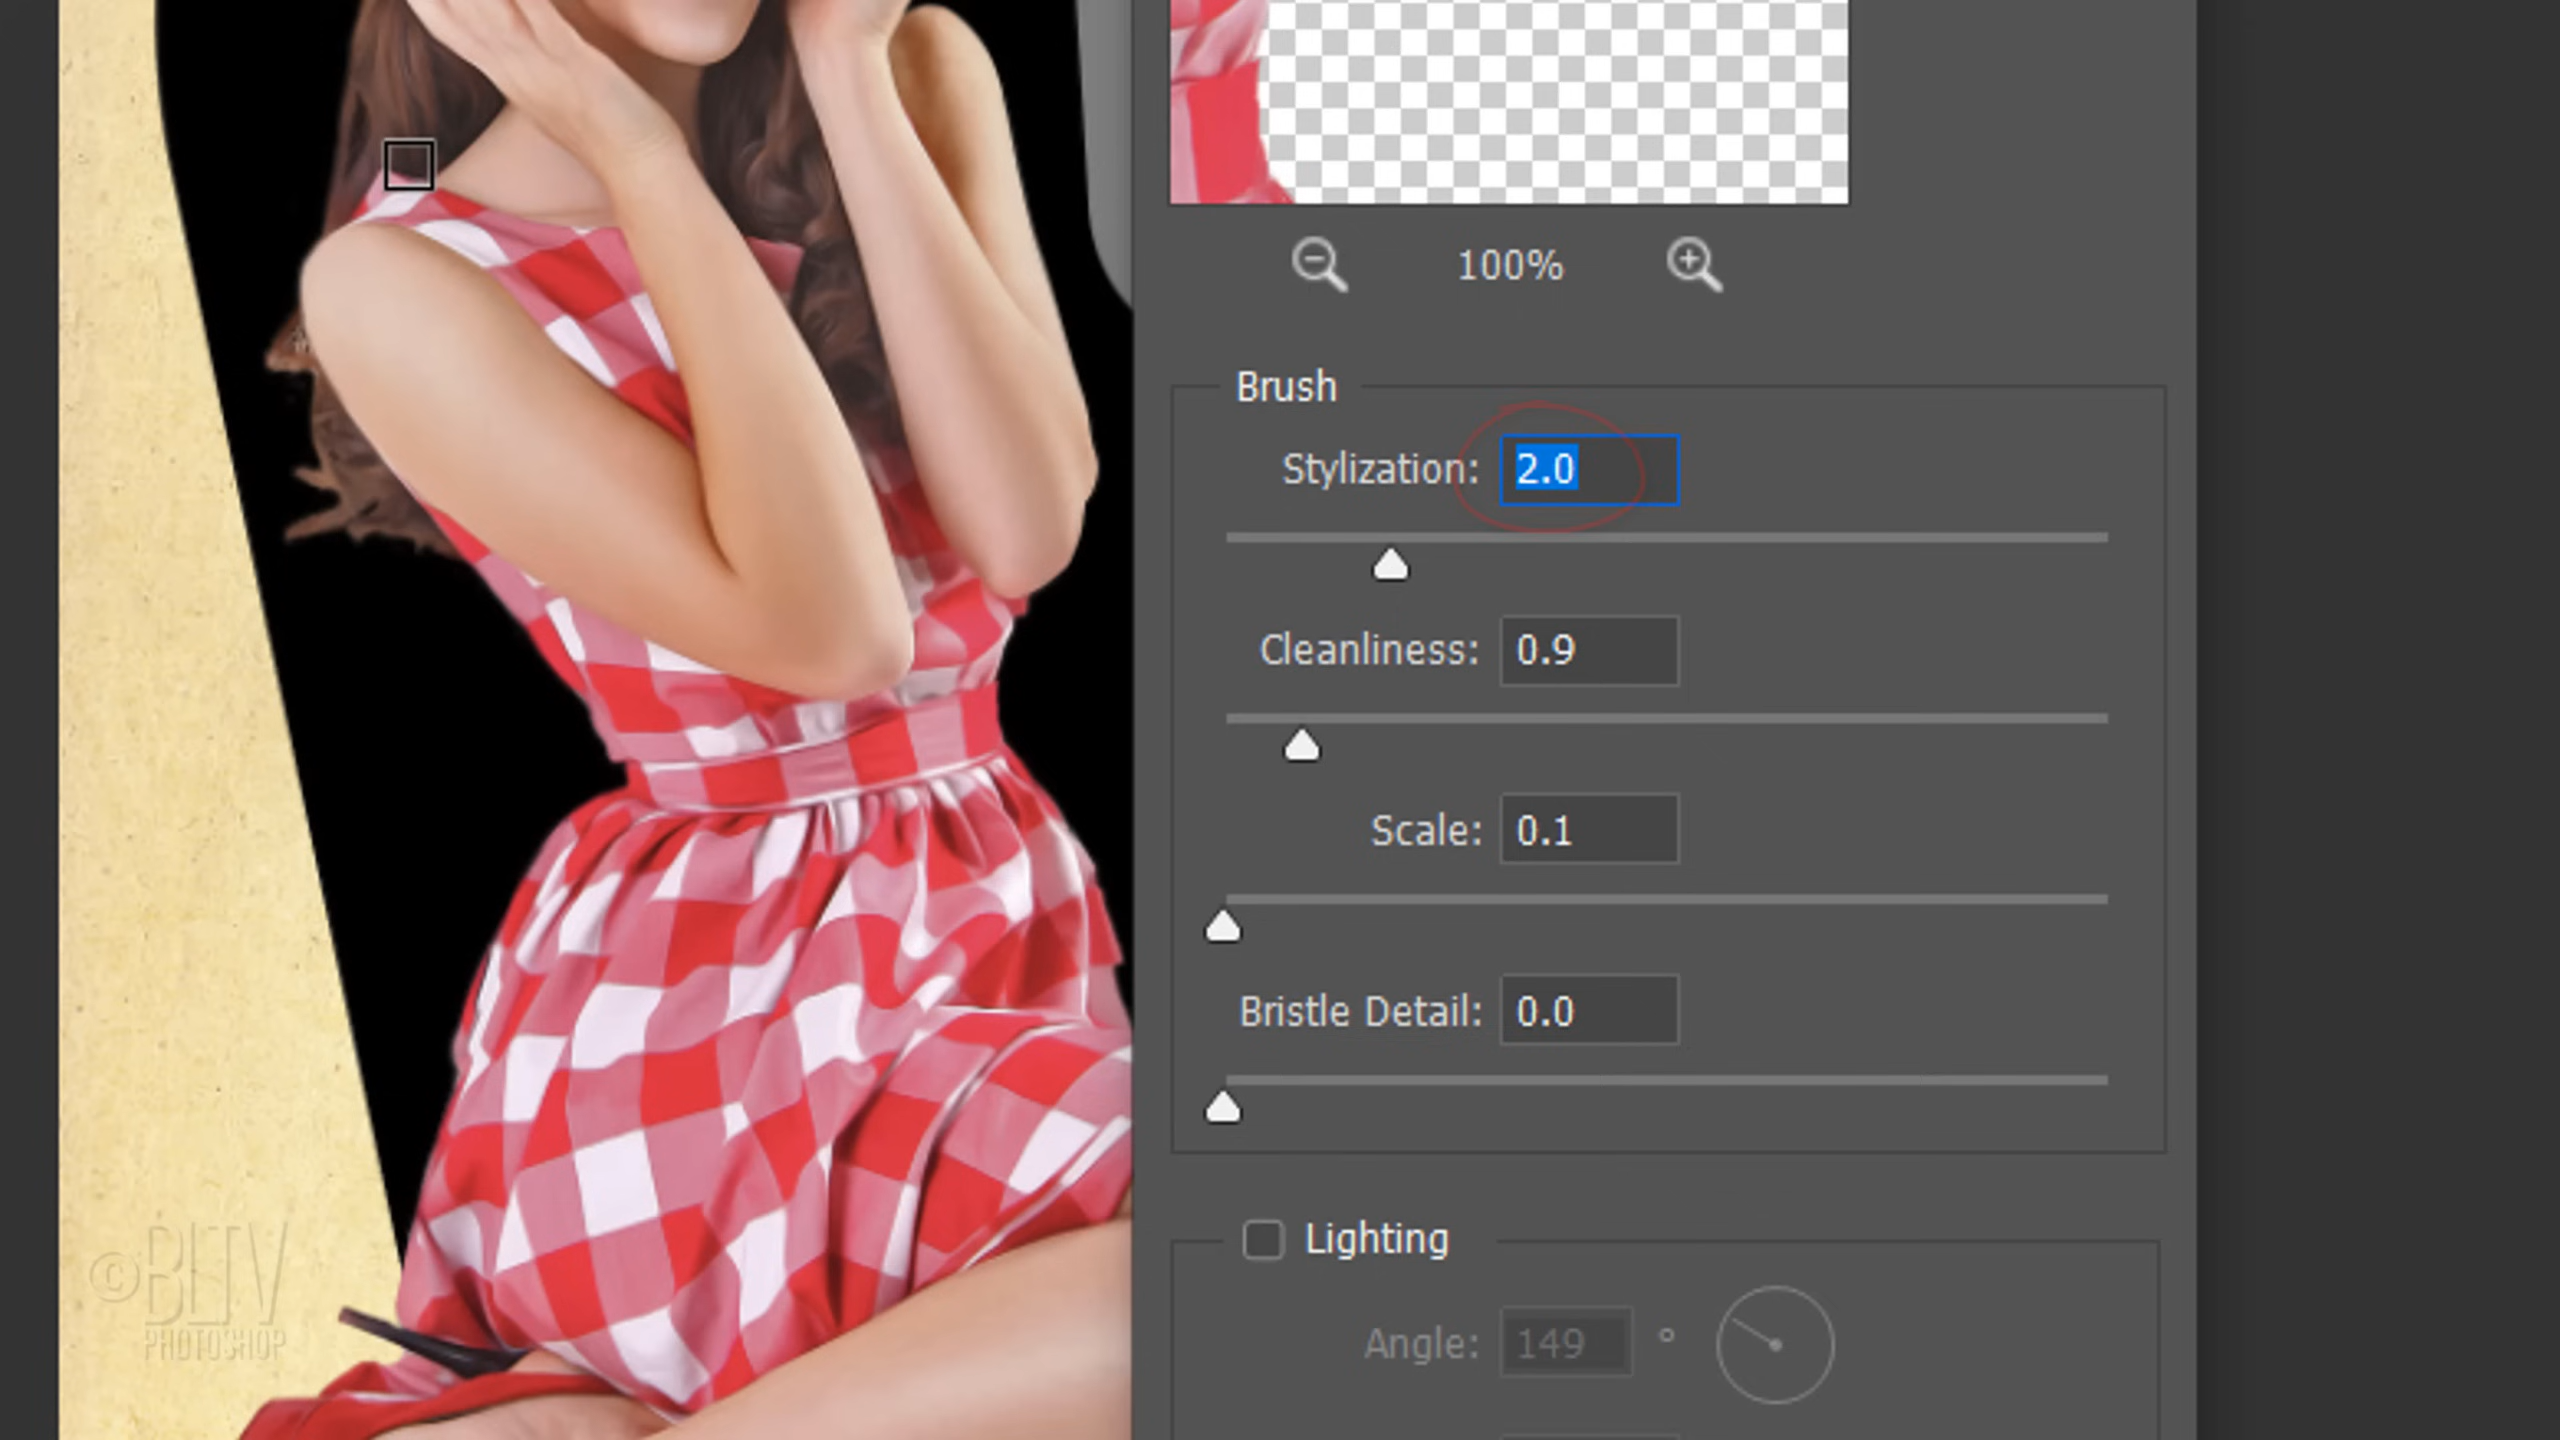 100%
Brush
Stylization: 2.0
Cleanliness: 0.9
Scale: 0.1
Bristle Detail: 0.0
Lighting
Angle: 149 °
©BLTV
PHOTOSHOP